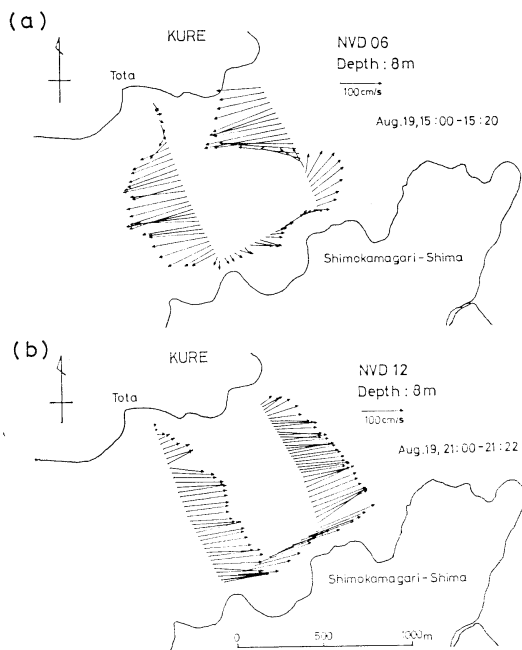 (a)
KURE
Tota
NVD 06
Depth : 8m
100cm/s
Aug.19,15:00-15:20
Shimokamagari-Shima
(b)
KURE
Tota
NVD 12
Depth : 8m
100cm/s
Aug.19, 21:00-21:22
Shimokamagari-Shima
0 500 1000m